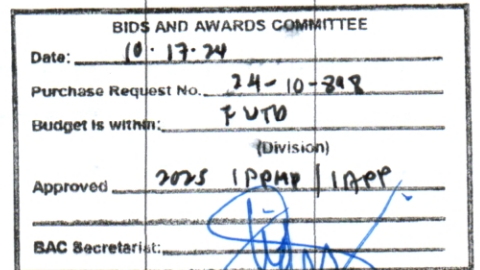 BIDS AND AWARDS COMMITTEE
Date: 10 · 17 · 24
Purchase Request No. 24-10-898
Budget is within: FUTD
(Division)
Approved 2025 IPPMP / IAPP
BAC Secretariat: